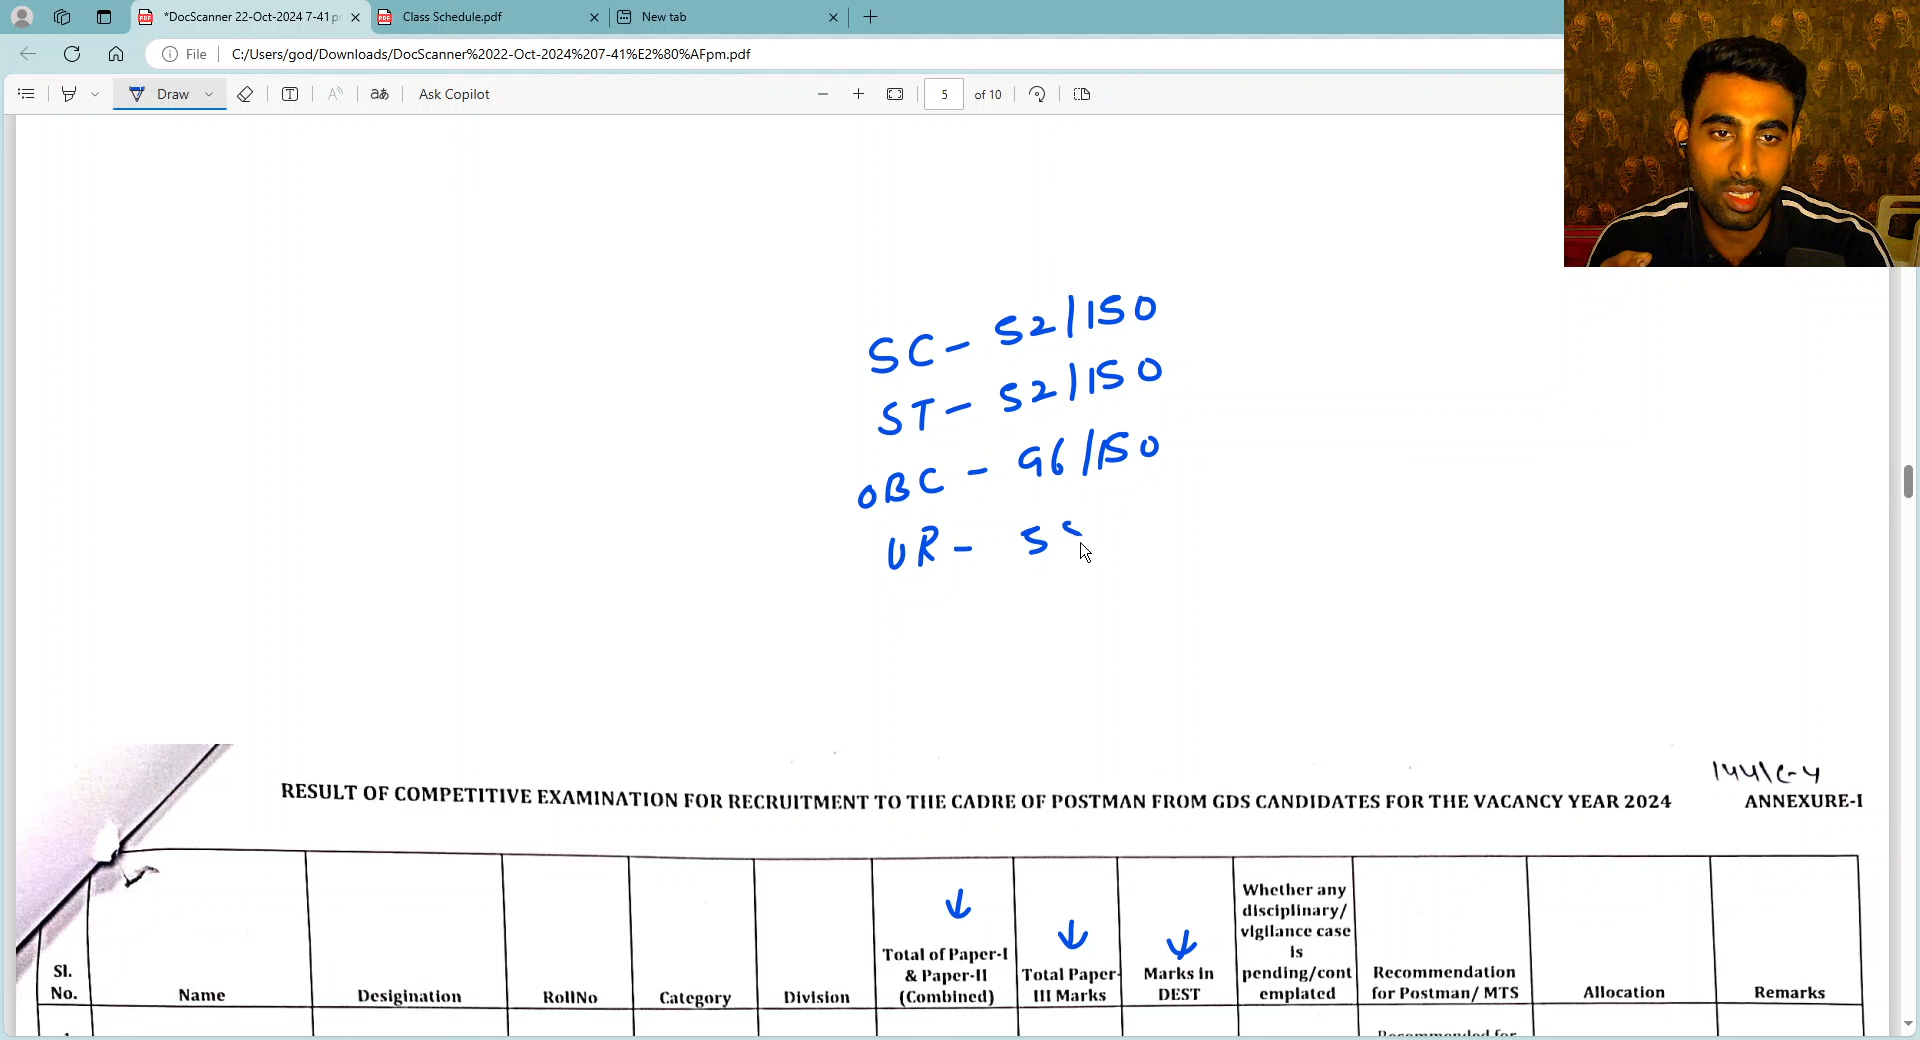 *DocScanner 22-Oct-2024 7-41 p
Class Schedule.pdf
New tab
File
C:/Users/god/Downloads/DocScanner%2022-Oct-2024%207-41%E2%80%AFpm.pdf
Draw
aあ
Ask Copilot
5 of 10
SC - 52/150
ST - 52/150
OBC - 96/150
UR - 5
RESULT OF COMPETITIVE EXAMINATION FOR RECRUITMENT TO THE CADRE OF POSTMAN FROM GDS CANDIDATES FOR THE VACANCY YEAR 2024
ANNEXURE-I
Sl. No.
Name
Designation
RollNo
Category
Division
Total of Paper-I & Paper-II (Combined)
Total Paper-III Marks
Marks in DEST
Whether any disciplinary/ vigilance case is pending/cont emplated
Recommendation for Postman/ MTS
Allocation
Remarks